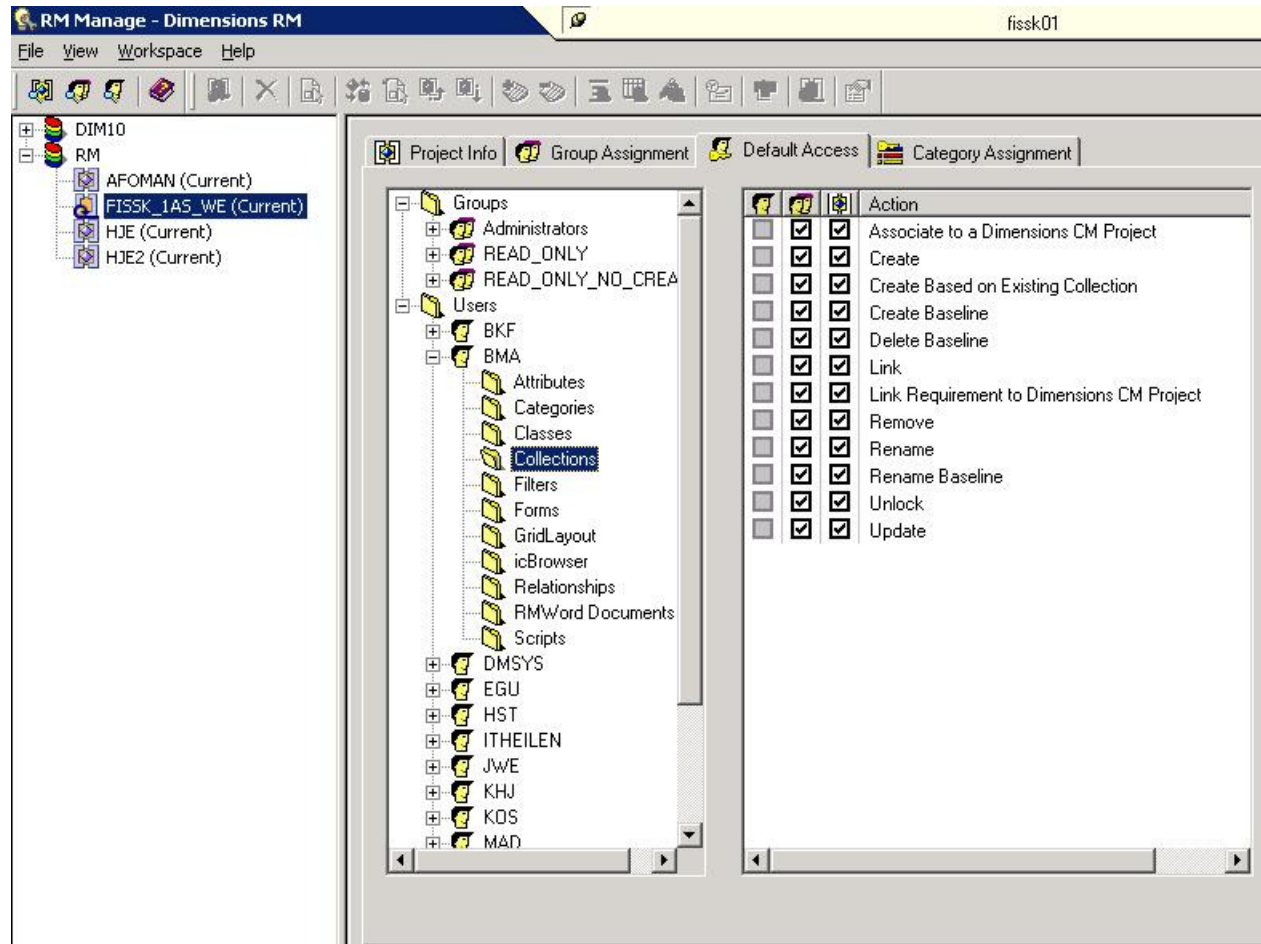 RM Manage - Dimensions RM
fissk01
File View Workspace Help
DIM10
RM
AFOMAN (Current)
FISSK_1AS_WE (Current)
HJE (Current)
HJE2 (Current)
Project Info Group Assignment Default Access Category Assignment
Groups
Administrators
READ_ONLY
READ_ONLY_NO_CREA
Users
BKF
BMA
Attributes
Categories
Classes
Collections
Filters
Forms
GridLayout
icBrowser
Relationships
RMWord Documents
Scripts
DMSYS
EGU
HST
ITHEILEN
JWE
KHJ
KOS
MAD
Action
Associate to a Dimensions CM Project
Create
Create Based on Existing Collection
Create Baseline
Delete Baseline
Link
Link Requirement to Dimensions CM Project
Remove
Rename
Rename Baseline
Unlock
Update